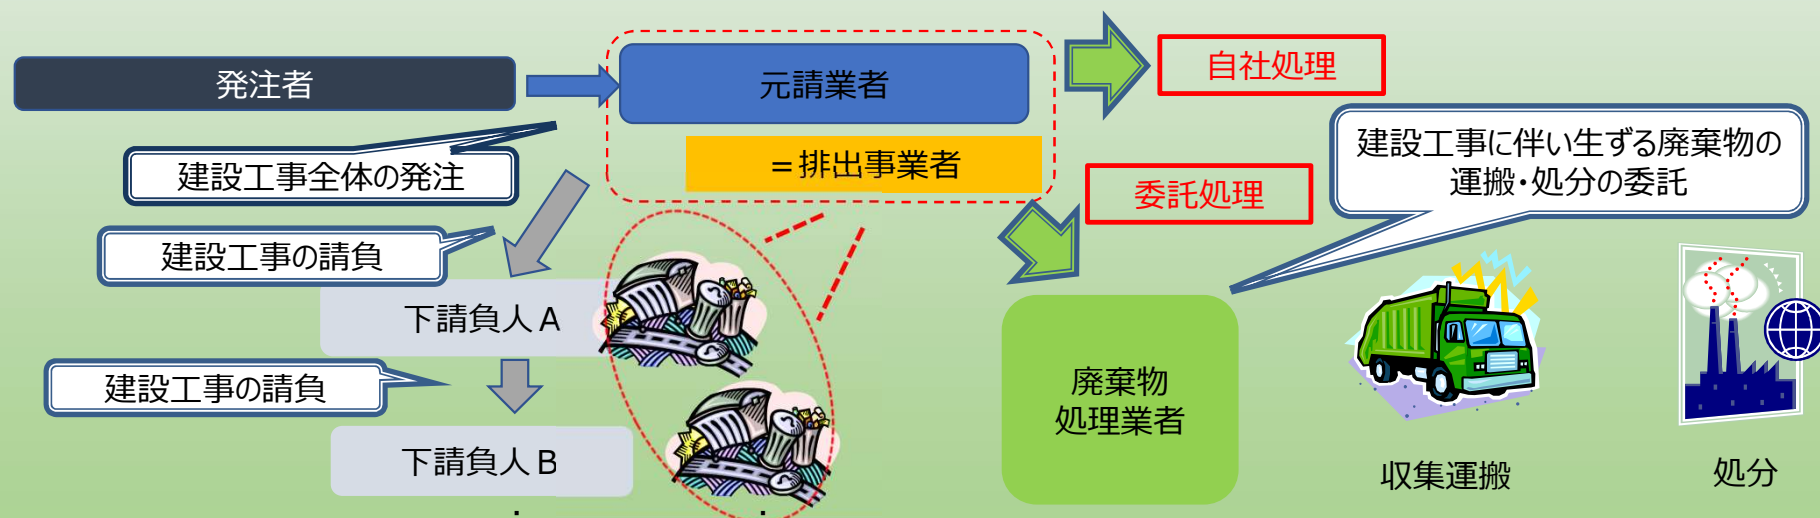 発注者
元請業者
自社処理
＝排出事業者
建設工事全体の発注
委託処理
建設工事に伴い生ずる廃棄物の
運搬・処分の委託
建設工事の請負
下請負人A
建設工事の請負
下請負人B
廃棄物
処理業者
収集運搬
処分